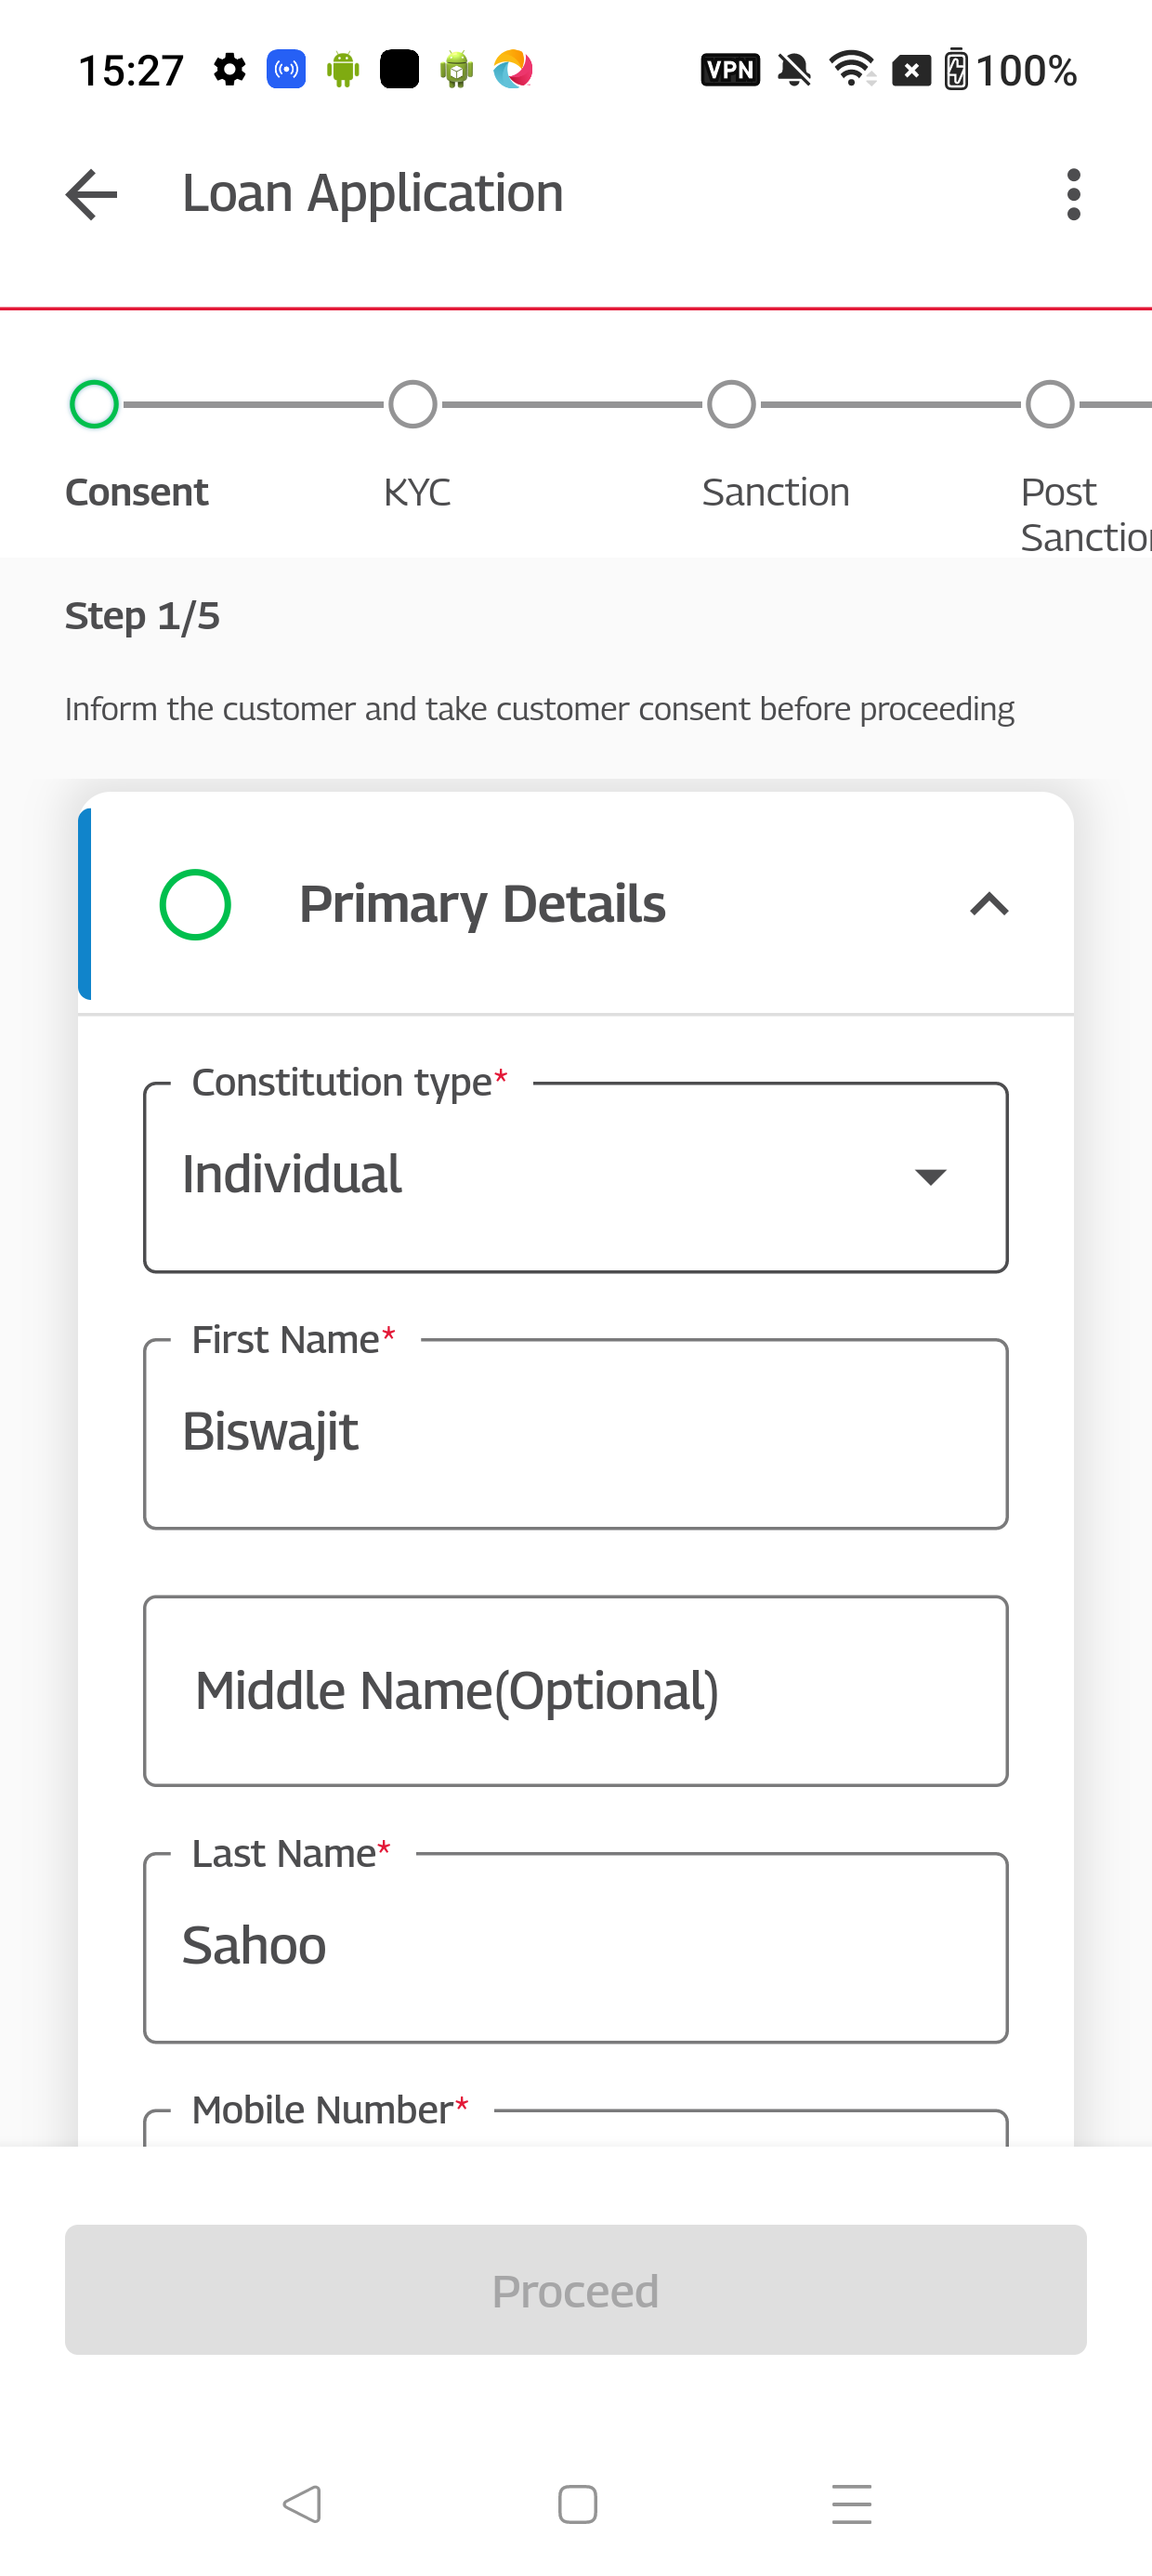 15:27
VPN
100%
Loan Application
Consent
KYC
Sanction
Post
Sanctio
Step 1/5
Inform the customer and take customer consent before proceeding
Primary Details
Constitution type*
Individual
First Name*
Biswajit
Middle Name(Optional)
Last Name*
Sahoo
Mobile Number*
Proceed